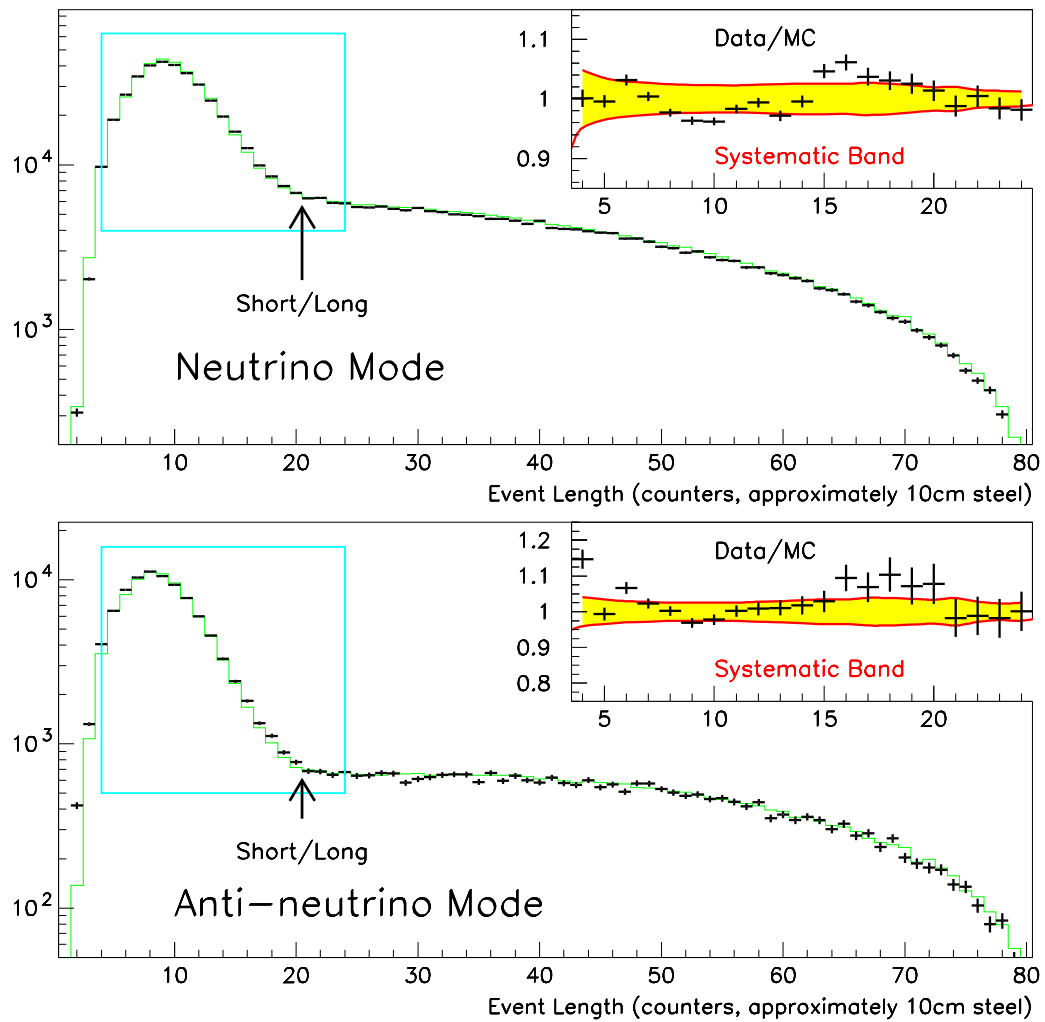 10^4
10^3
1.1
1
0.9
Data/MC
Systematic Band
5 10 15 20
Short/Long
Neutrino Mode
10 20 30 40 50 60 70 80
Event Length (counters, approximately 10cm steel)
10^4
10^3
10^2
1.2
1.1
1
0.9
0.8
Data/MC
Systematic Band
5 10 15 20
Short/Long
Anti-neutrino Mode
10 20 30 40 50 60 70 80
Event Length (counters, approximately 10cm steel)